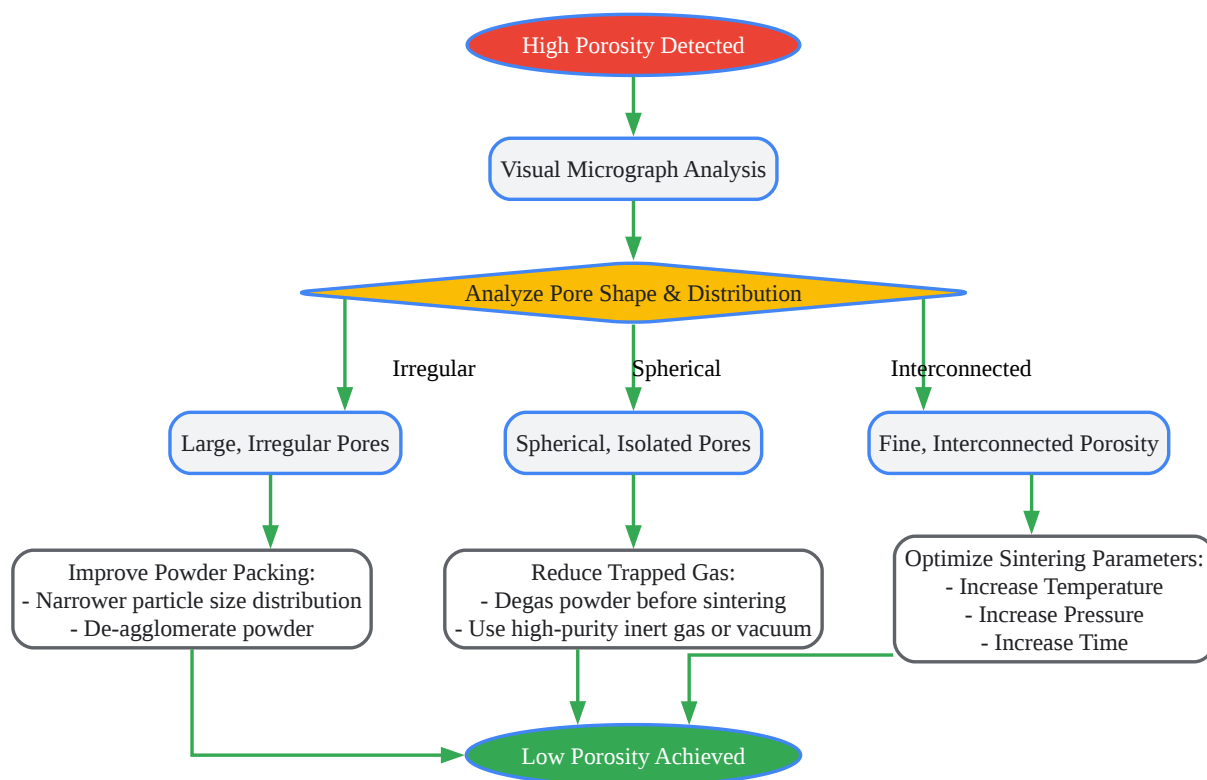 High Porosity Detected
Visual Micrograph Analysis
Analyze Pore Shape & Distribution
Irregular
Spherical
Interconnected
Large, Irregular Pores
Spherical, Isolated Pores
Fine, Interconnected Porosity
Improve Powder Packing:
- Narrower particle size distribution
- De-agglomerate powder
Reduce Trapped Gas:
- Degas powder before sintering
- Use high-purity inert gas or vacuum
Optimize Sintering Parameters:
- Increase Temperature
- Increase Pressure
- Increase Time
Low Porosity Achieved